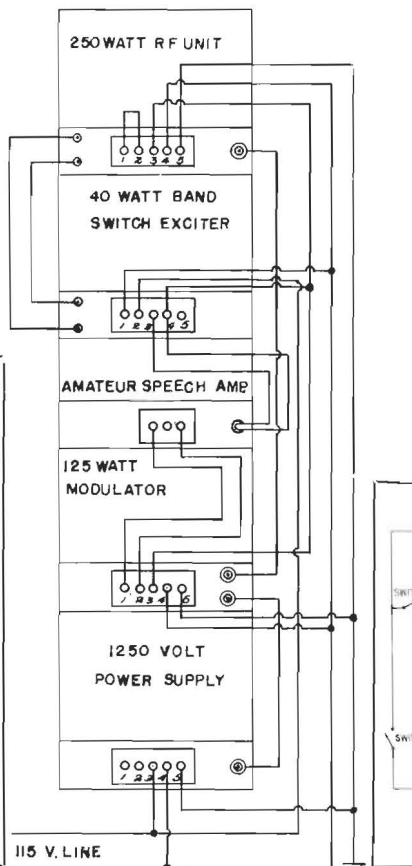 250 WATT RF UNIT
1 2 3 4 5
40 WATT BAND
SWITCH EXCITER
1 2 3 4 5
AMATEUR SPEECH AMP
125 WATT
MODULATOR
1 2 3 4 5
1250 VOLT
POWER SUPPLY
1 2 3 4 5
115 V. LINE